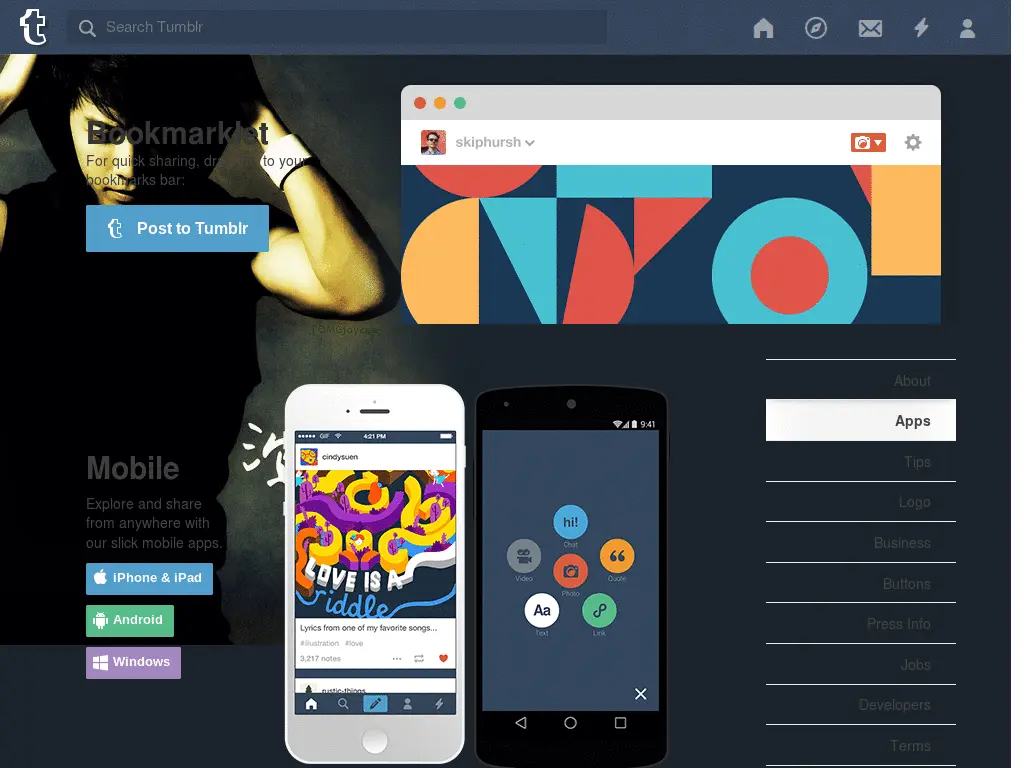 Search Tumblr
Bookmarklet
For quick sharing, drag to your
bookmarks bar:
Post to Tumblr
skiphursh
Mobile
Explore and share
from anywhere with
our slick mobile apps.
iPhone & iPad
Android
Windows
GIF
4:21 PM
cindysuen
LOVE IS A
riddle
Lyrics from one of my favorite songs...
#illustration #love
3,217 notes
rustic-things
9:41
hi!
Chat
Video
Quote
Photo
Aa
Text
Link
About
Apps
Tips
Logo
Business
Buttons
Press Info
Jobs
Developers
Terms